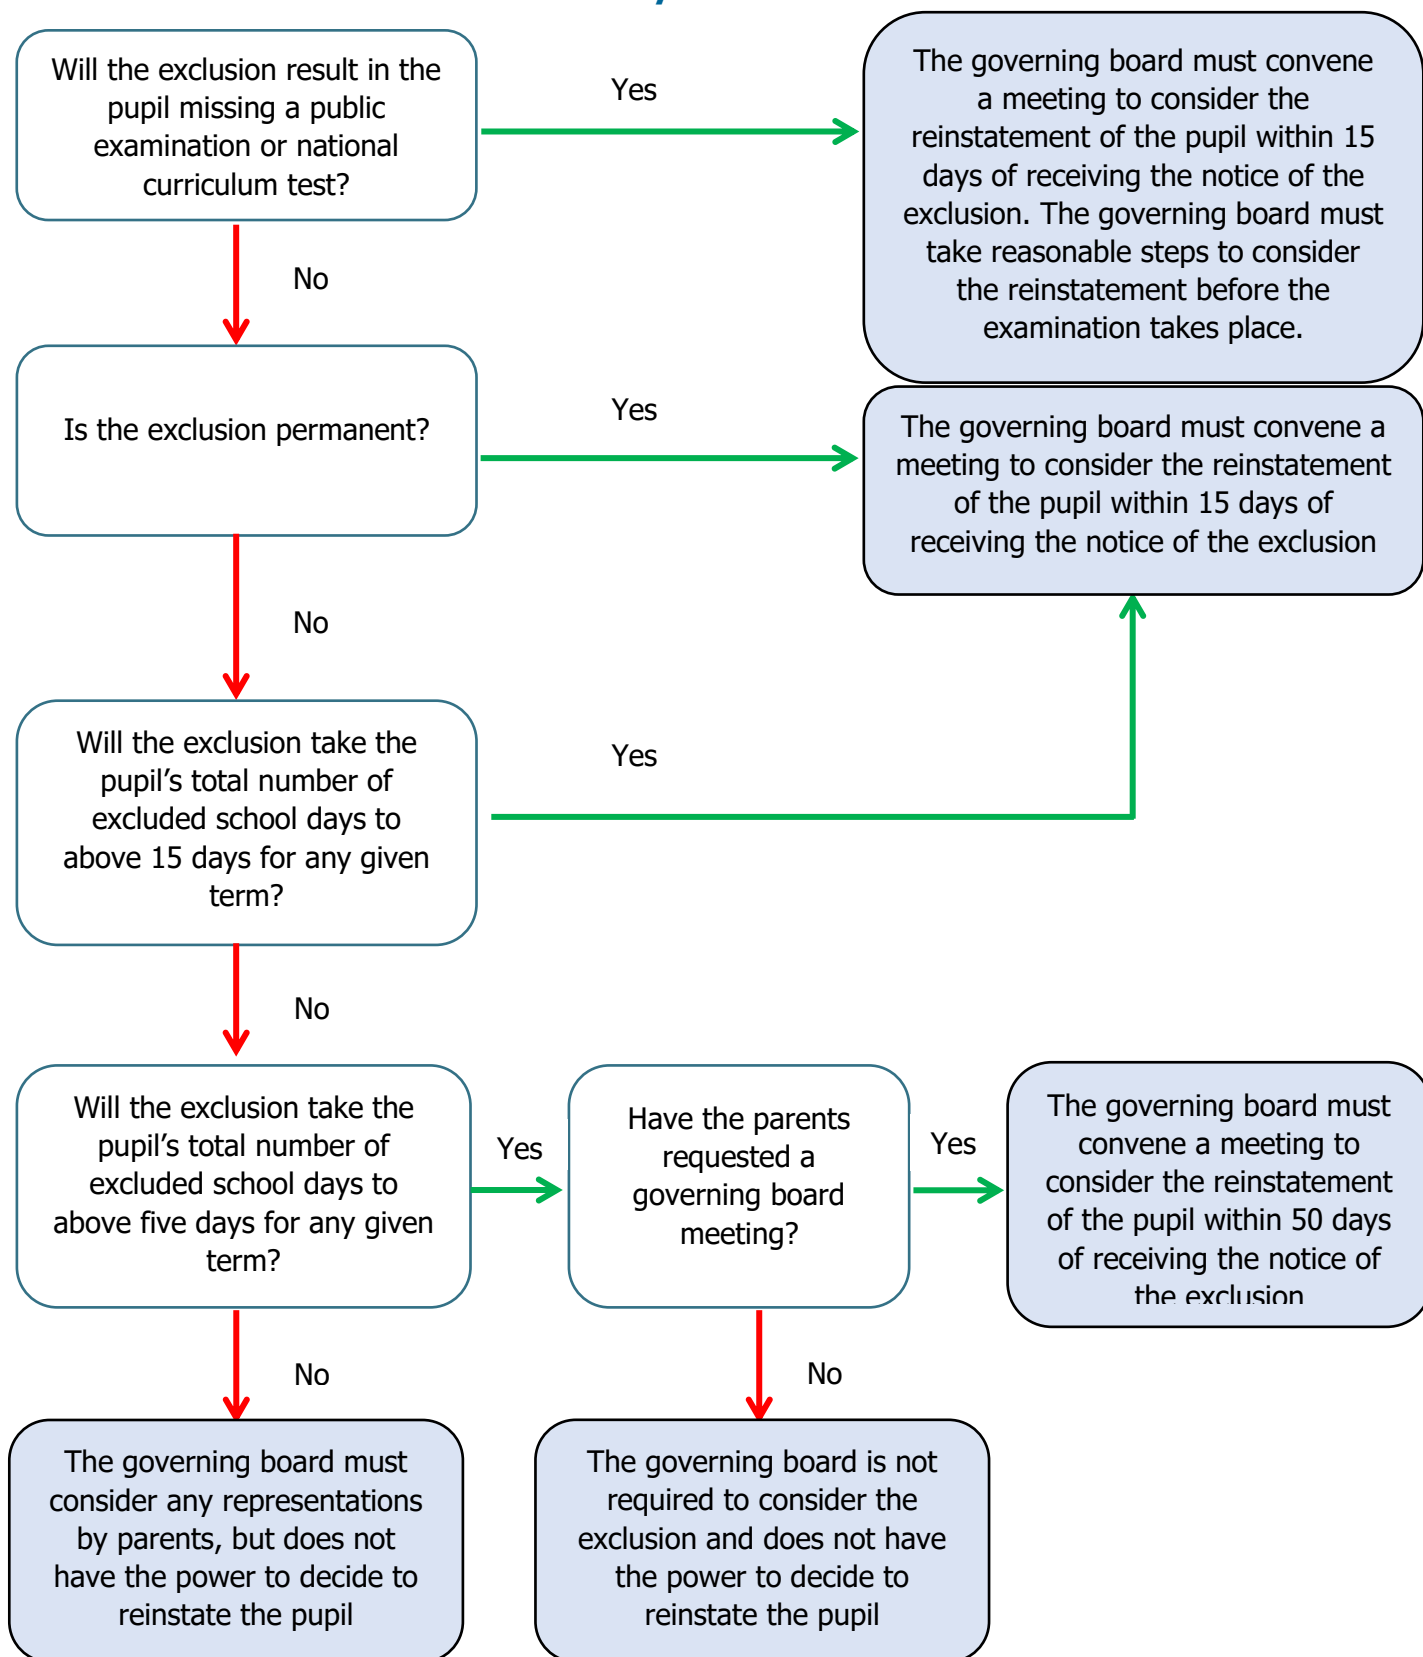 Will the exclusion result in the
pupil missing a public
examination or national
curriculum test?
Yes
The governing board must convene
a meeting to consider the
reinstatement of the pupil within 15
days of receiving the notice of the
exclusion. The governing board must
take reasonable steps to consider
the reinstatement before the
examination takes place.
No
Is the exclusion permanent?
Yes
The governing board must convene a
meeting to consider the reinstatement
of the pupil within 15 days of
receiving the notice of the exclusion
No
Will the exclusion take the
pupil’s total number of
excluded school days to
above 15 days for any given
term?
Yes
No
Will the exclusion take the
pupil’s total number of
excluded school days to
above five days for any given
term?
Yes
Have the parents
requested a
governing board
meeting?
Yes
The governing board must
convene a meeting to
consider the reinstatement
of the pupil within 50 days
of receiving the notice of
the exclusion
No
No
The governing board must
consider any representations
by parents, but does not
have the power to decide to
reinstate the pupil
The governing board is not
required to consider the
exclusion and does not have
the power to decide to
reinstate the pupil